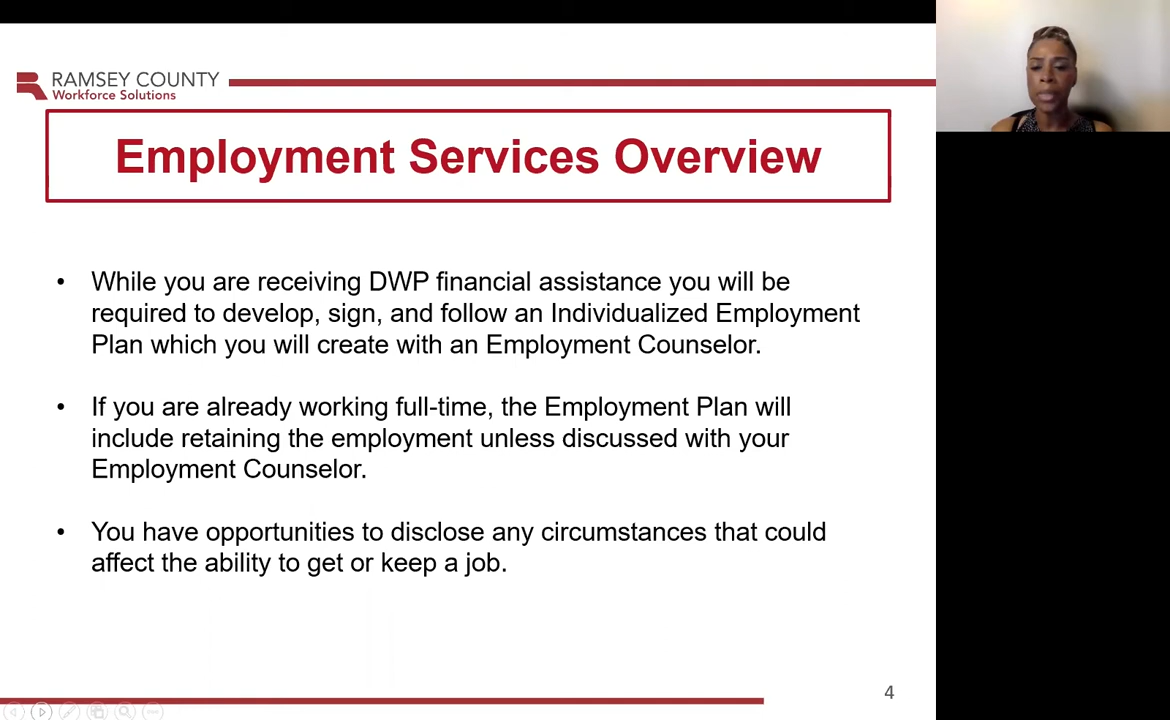 RAMSEY COUNTY
Workforce Solutions
Employment Services Overview
• While you are receiving DWP financial assistance you will be
required to develop, sign, and follow an Individualized Employment
Plan which you will create with an Employment Counselor.
• If you are already working full-time, the Employment Plan will
include retaining the employment unless discussed with your
Employment Counselor.
• You have opportunities to disclose any circumstances that could
affect the ability to get or keep a job.
4